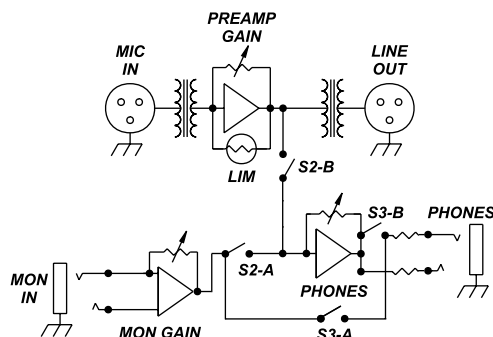 PREAMP
GAIN
MIC
IN
LINE
OUT
LIM
S2-B
S3-B
PHONES
MON
IN
S2-A
PHONES
MON GAIN
S3-A